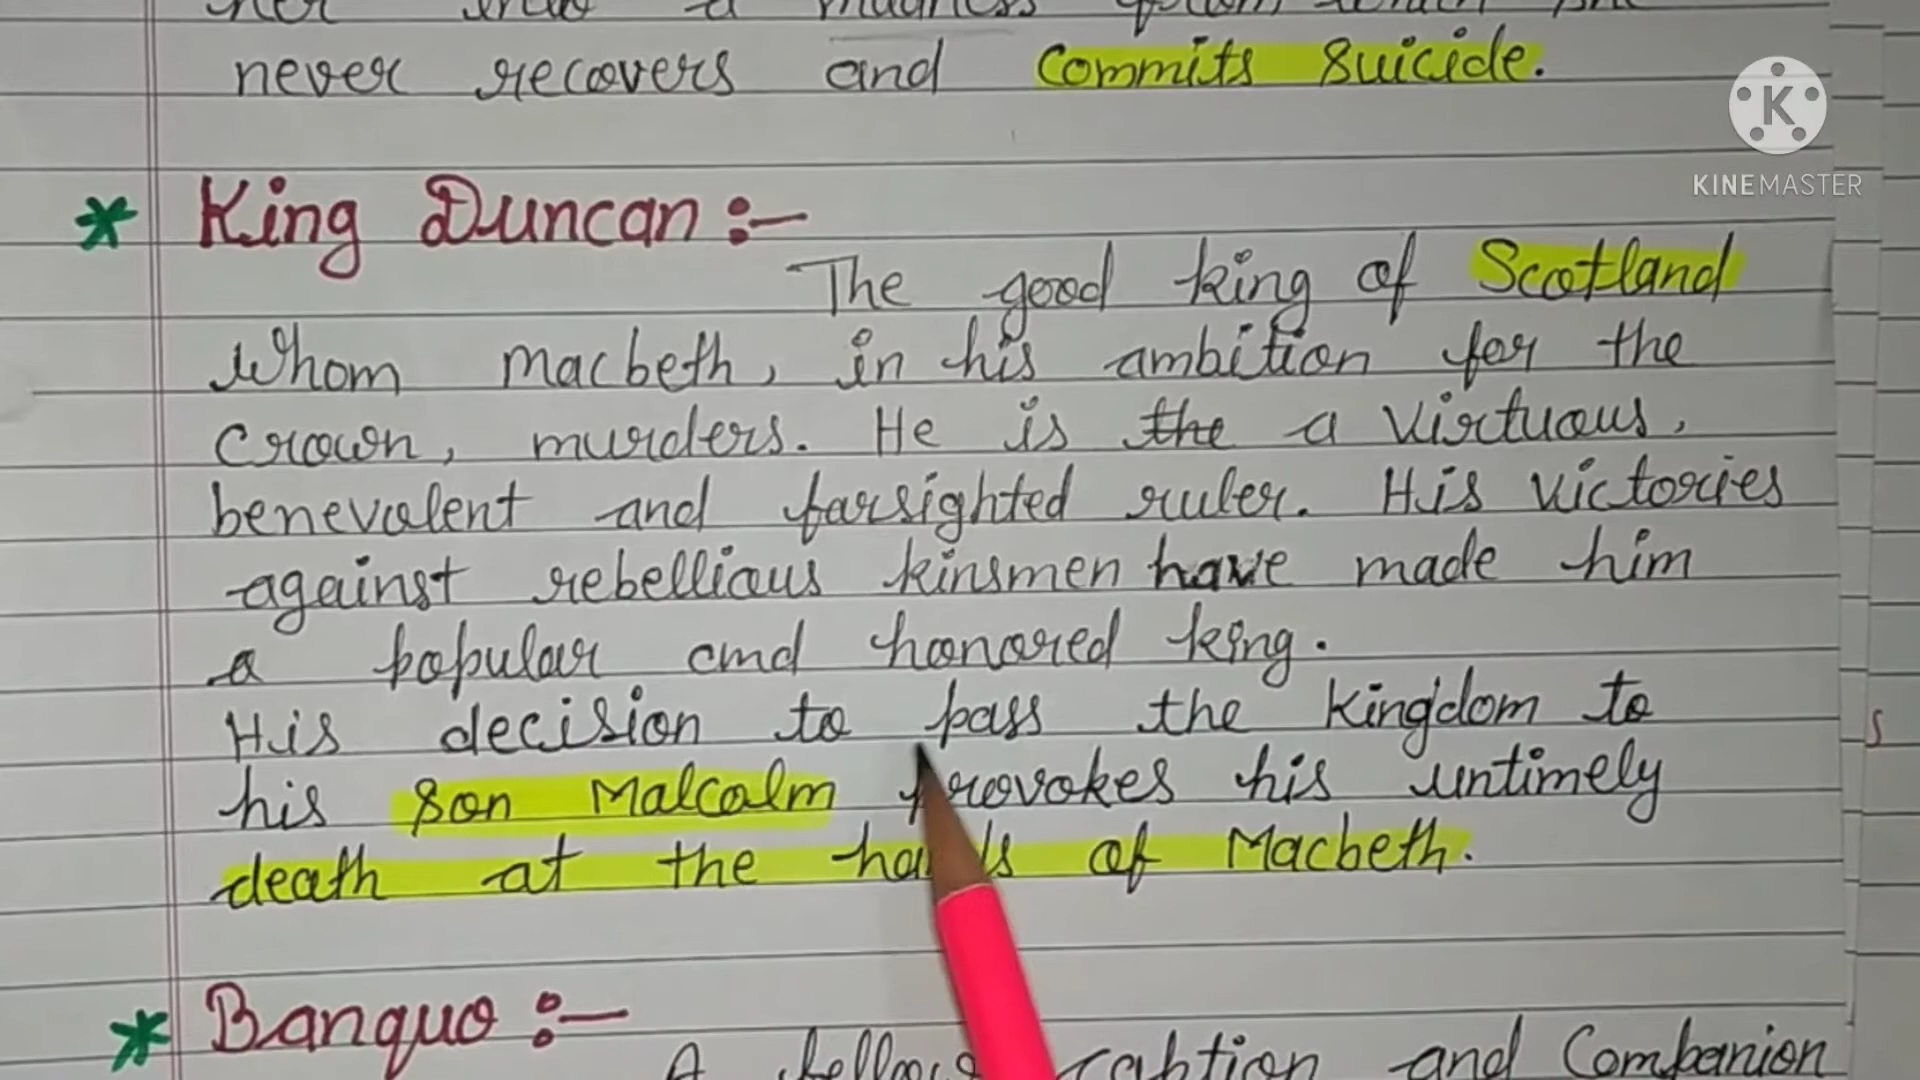 never recovers and Commits Suicide.
K
KINEMASTER
* King Duncan :-
The good king of Scotland
whom Macbeth, in his ambition for the
Crown, murders. He is the a virtuous,
benevolent and farsighted ruler. His victories
against rebellious kinsmen have made him
a popular and honored king.
His decision to pass the Kingdom to
his son Malcolm provokes his untimely
death at the hands of Macbeth.
* Banquo :-
A and Companion